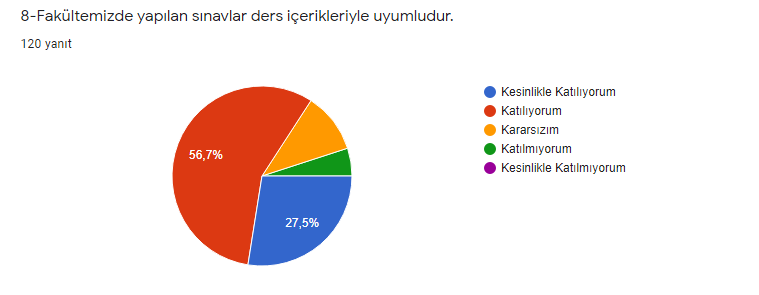 8-Fakültemizde yapılan sınavlar ders içerikleriyle uyumludur.
120 yanıt
Kesinlikle Katılıyorum
Katılıyorum
Kararsızım
Katılmıyorum
Kesinlikle Katılmıyorum
56,7%
27,5%